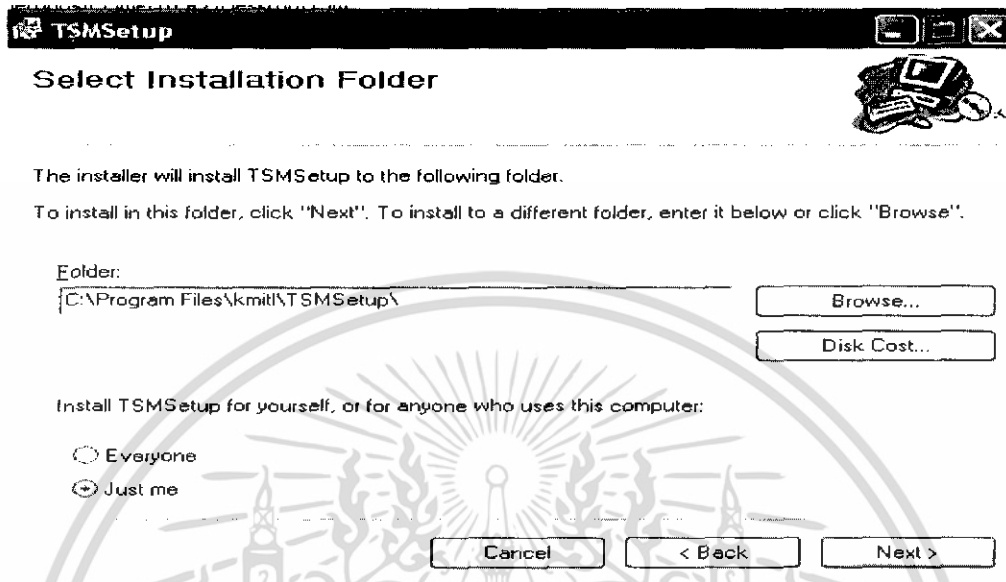 TSMSetup
Select Installation Folder
The installer will install TSMSetup to the following folder.
To install in this folder, click "Next". To install to a different folder, enter it below or click "Browse".
Folder:
C:\Program Files\kmitl\TSMSetup\
Browse...
Disk Cost...
Install TSMSetup for yourself, or for anyone who uses this computer:
Everyone
Just me
Cancel
< Back
Next >